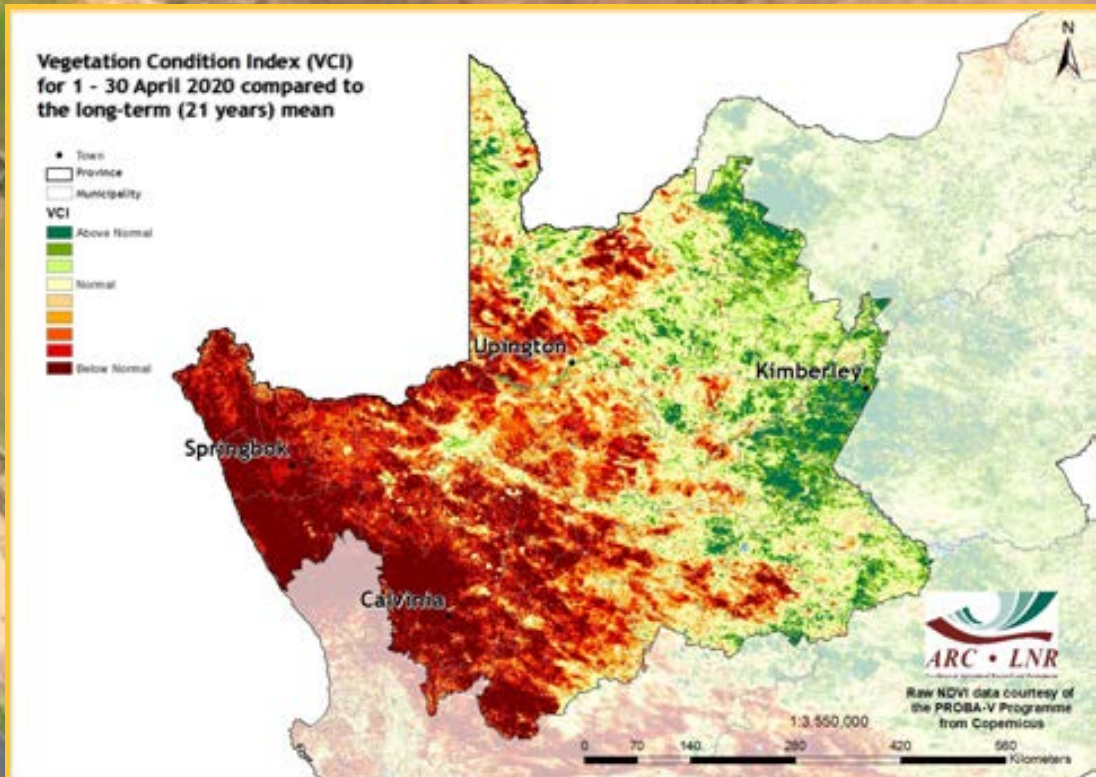 Vegetation Condition Index (VCI)
for 1 - 30 April 2020 compared to
the long-term (21 years) mean
N
Town
Province
Municipality
VCI
Above Normal
Normal
Below Normal
Upington
Kimberley
Springbok
Calvinia
ARC • LNR
Raw NDVI data courtesy of
the PROBA-V Programme
from Copernicus
1:3 550 000
0 70 140 280 420 560
Kilometers